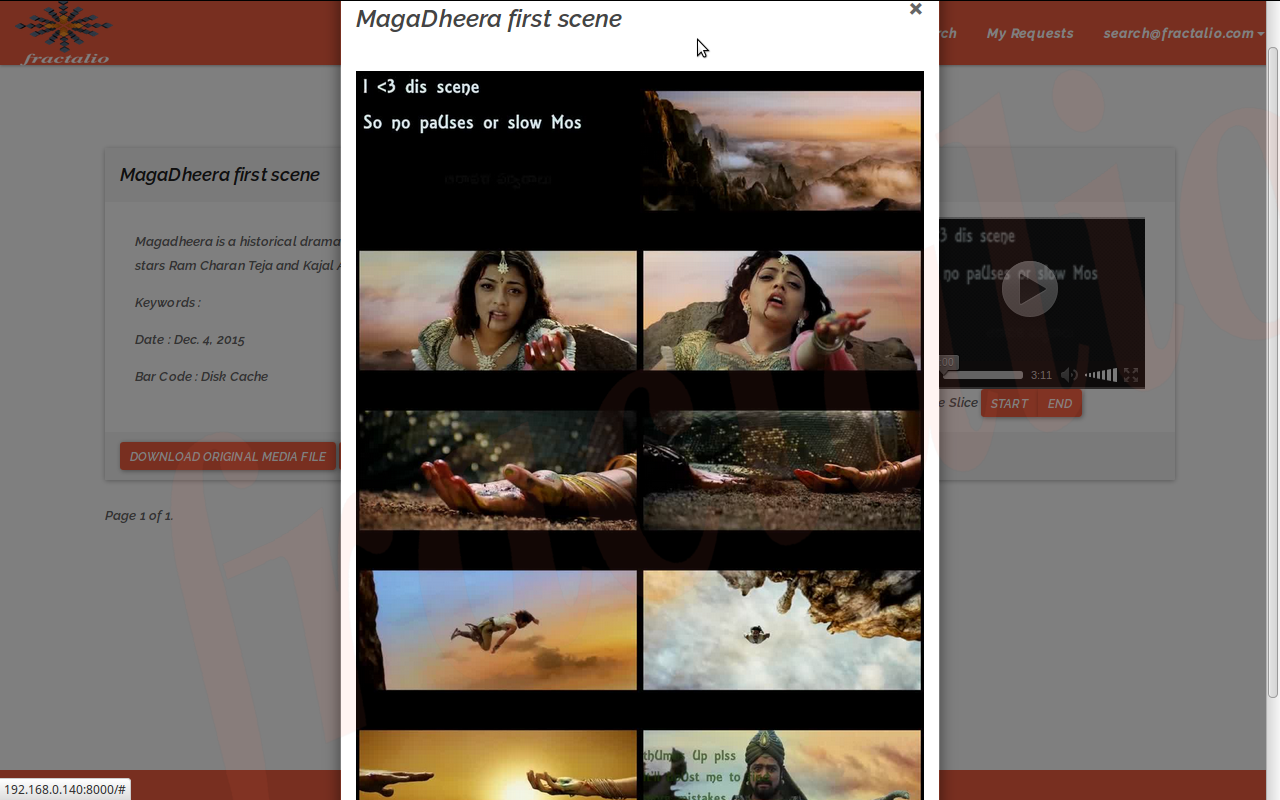 MagaDheera first scene
fractalio
rch
My Requests
search@fractalio.com
I <3 dis scene
So no paUses or slow Mos
MagaDheera first scene
Magadheera is a historical drama
stars Ram Charan Teja and Kajal A
Keywords :
Date : Dec. 4, 2015
Bar Code : Disk Cache
DOWNLOAD ORIGINAL MEDIA FILE
3 dis scene
no paUses or slow Mos
:00
3:11
e Slice
START
END
Page 1 of 1.
thUmbs Up plss
me to
mistakes
192.168.0.140:8000/#